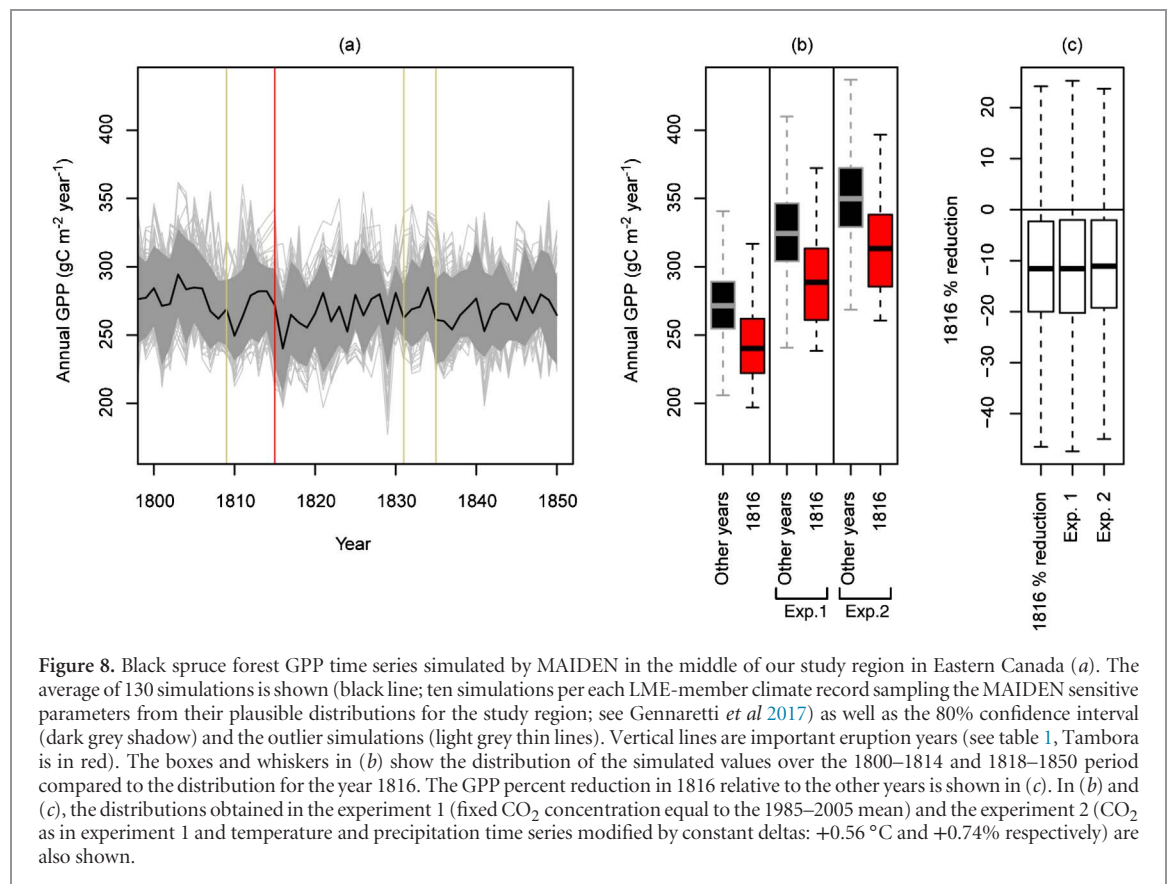 (a)
(b)
(c)
Annual GPP (gC m⁻² year⁻¹)
400
350
300
250
200
1800
1810
1820
1830
1840
1850
Year
Annual GPP (gC m⁻² year⁻¹)
400
350
300
250
200
Other years
1816
Other years
1816
Other years
1816
Exp.1
Exp.2
1816 % reduction
20
10
0
−10
−20
−30
−40
1816 % reduction
Exp. 1
Exp. 2
Figure 8. Black spruce forest GPP time series simulated by MAIDEN in the middle of our study region in Eastern Canada (a). The
average of 130 simulations is shown (black line; ten simulations per each LME-member climate record sampling the MAIDEN sensitive
parameters from their plausible distributions for the study region; see Gennaretti et al 2017) as well as the 80% confidence interval
(dark grey shadow) and the outlier simulations (light grey thin lines). Vertical lines are important eruption years (see table 1, Tambora
is in red). The boxes and whiskers in (b) show the distribution of the simulated values over the 1800–1814 and 1818–1850 period
compared to the distribution for the year 1816. The GPP percent reduction in 1816 relative to the other years is shown in (c). In (b) and
(c), the distributions obtained in the experiment 1 (fixed CO₂ concentration equal to the 1985–2005 mean) and the experiment 2 (CO₂
as in experiment 1 and temperature and precipitation time series modified by constant deltas: +0.56 °C and +0.74% respectively) are
also shown.